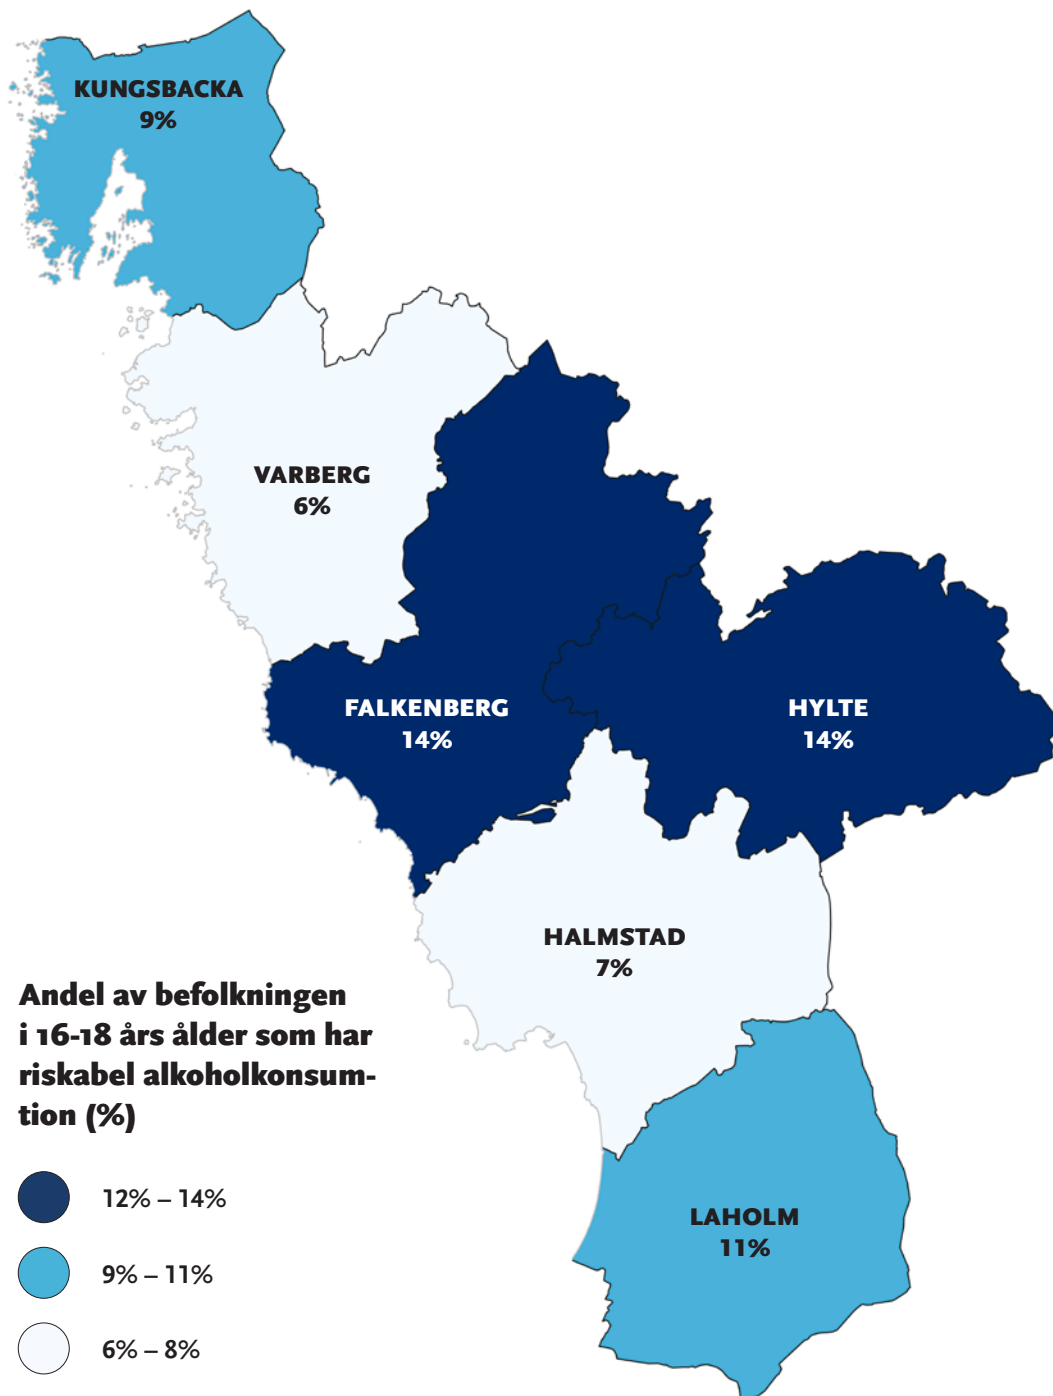 KUNGSBACKA
9%
VARBERG
6%
FALKENBERG
14%
HYLTE
14%
HALMSTAD
7%
Andel av befolkningen
i 16-18 års ålder som har
riskabel alkoholkonsum-
tion (%)
12% – 14%
9% – 11%
6% – 8%
LAHOLM
11%